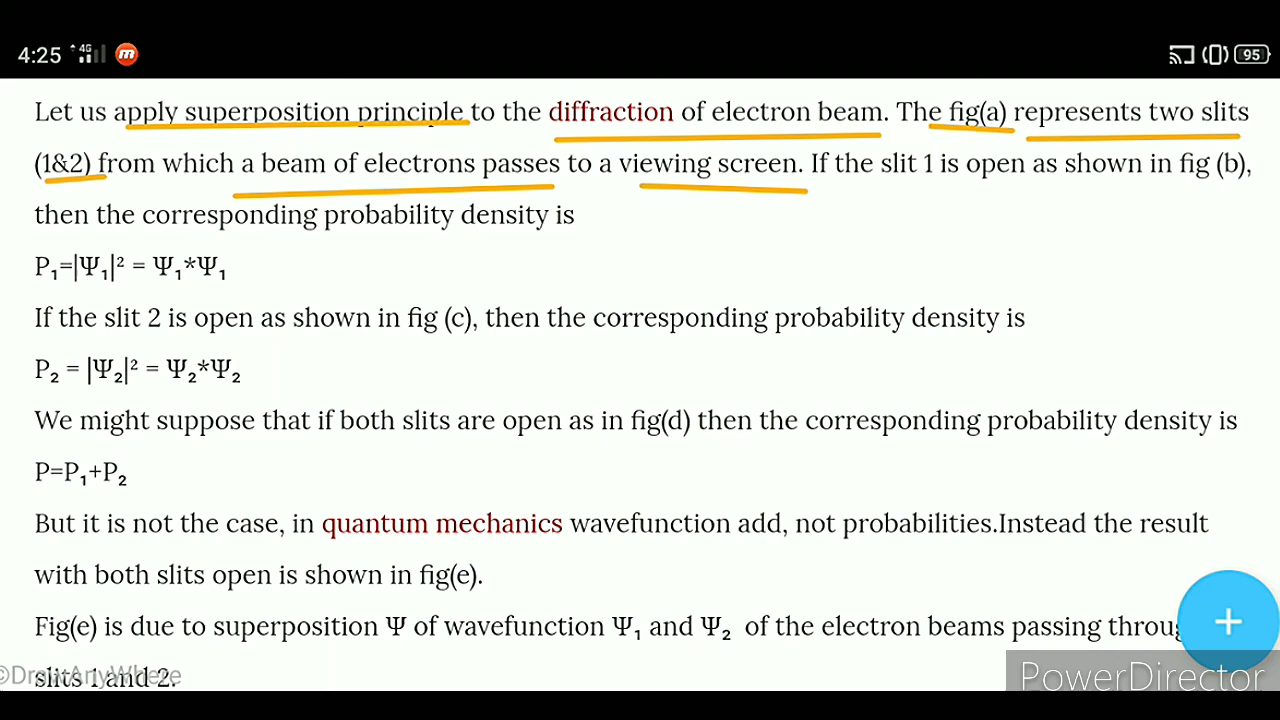 4:25 4G m 95
Let us apply superposition principle to the diffraction of electron beam. The fig(a) represents two slits
(1&2) from which a beam of electrons passes to a viewing screen. If the slit 1 is open as shown in fig (b),
then the corresponding probability density is
P₁=|Ψ₁|² = Ψ₁*Ψ₁
If the slit 2 is open as shown in fig (c), then the corresponding probability density is
P₂ = |Ψ₂|² = Ψ₂*Ψ₂
We might suppose that if both slits are open as in fig(d) then the corresponding probability density is
P=P₁+P₂
But it is not the case, in quantum mechanics wavefunction add, not probabilities.Instead the result
with both slits open is shown in fig(e).
Fig(e) is due to superposition Ψ of wavefunction Ψ₁ and Ψ₂ of the electron beams passing throu
slits 1 and 2.
©DrawAnyWhere
PowerDirector